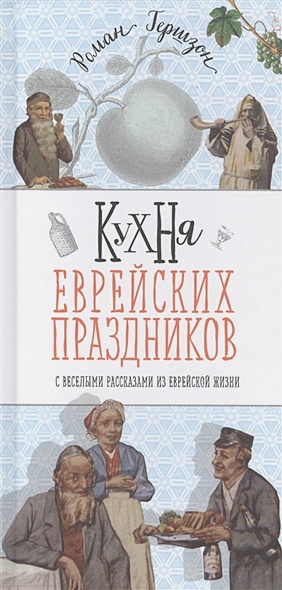 Роман Гершзон
Кухня
ЕВРЕЙСКИХ
ПРАЗДНИКОВ
С ВЕСЕЛЫМИ РАССКАЗАМИ ИЗ ЕВРЕЙСКОЙ ЖИЗНИ